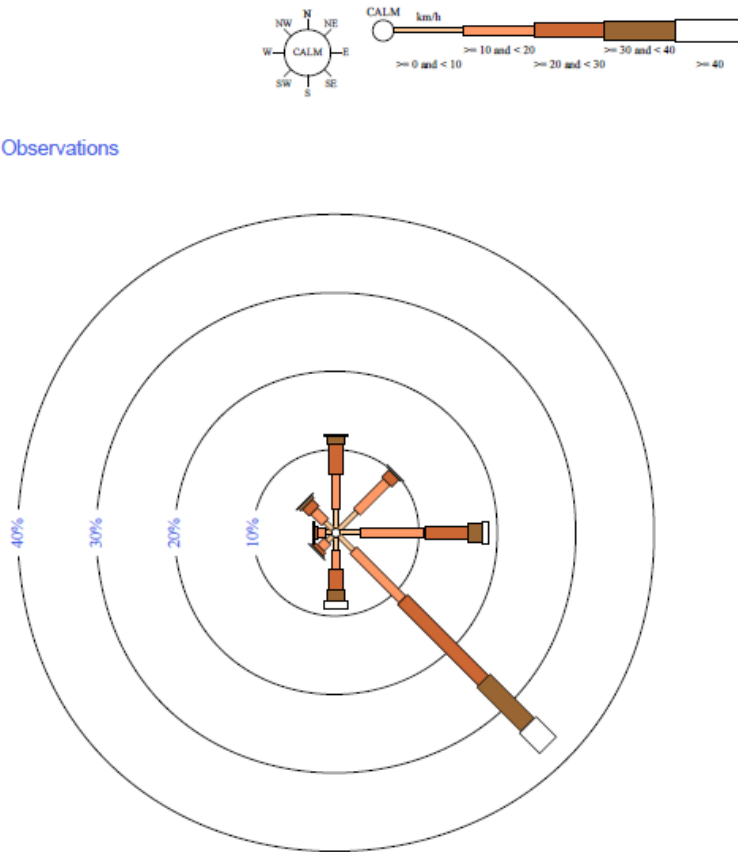 N
NW NE
W CALM E
SW SE
S
CALM
km/h
>= 10 and < 20 >= 30 and < 40
>= 0 and < 10 >= 20 and < 30 >= 40
Observations
40% 30% 20% 10%